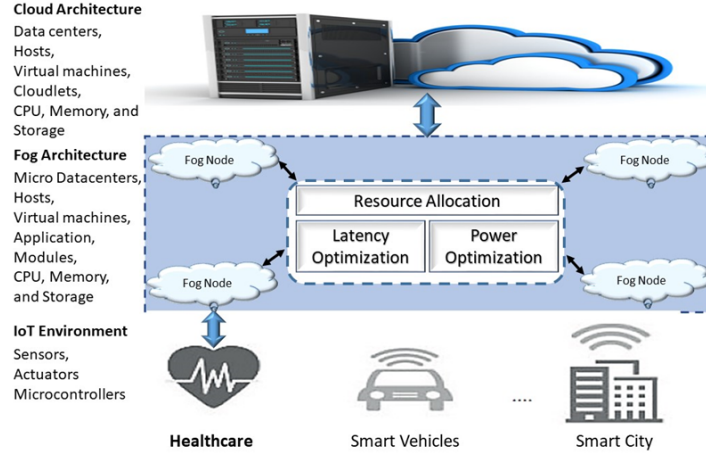 Cloud Architecture
Data centers,
Hosts,
Virtual machines,
Cloudlets,
CPU, Memory, and
Storage
Fog Architecture
Micro Datacenters,
Hosts,
Virtual machines,
Application,
Modules,
CPU, Memory,
and Storage
Fog Node
Fog Node
Resource Allocation
Latency
Optimization
Power
Optimization
Fog Node
Fog Node
IoT Environment
Sensors,
Actuators
Microcontrollers
....
Healthcare
Smart Vehicles
Smart City